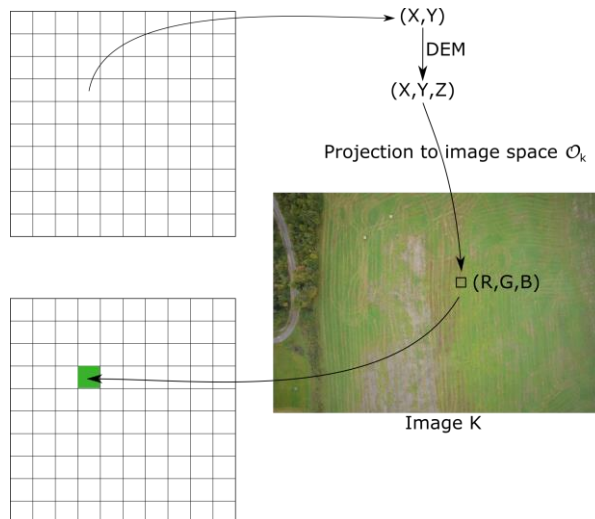 (X,Y)
DEM
(X,Y,Z)
Projection to image space 𝒪ₖ
(R,G,B)
Image K